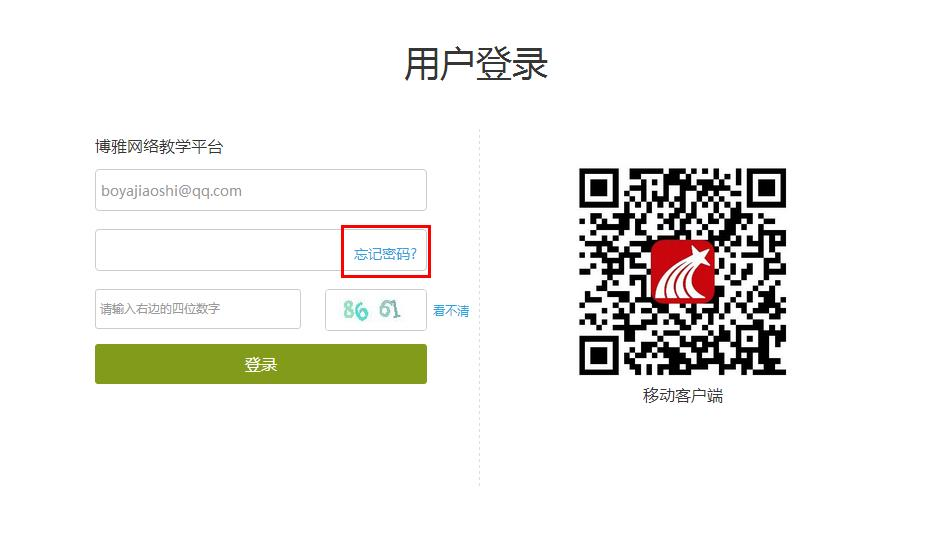 用户登录
博雅网络教学平台
boyajiaoshi@qq.com
忘记密码?
请输入右边的四位数字
8661
看不清
登录
移动客户端